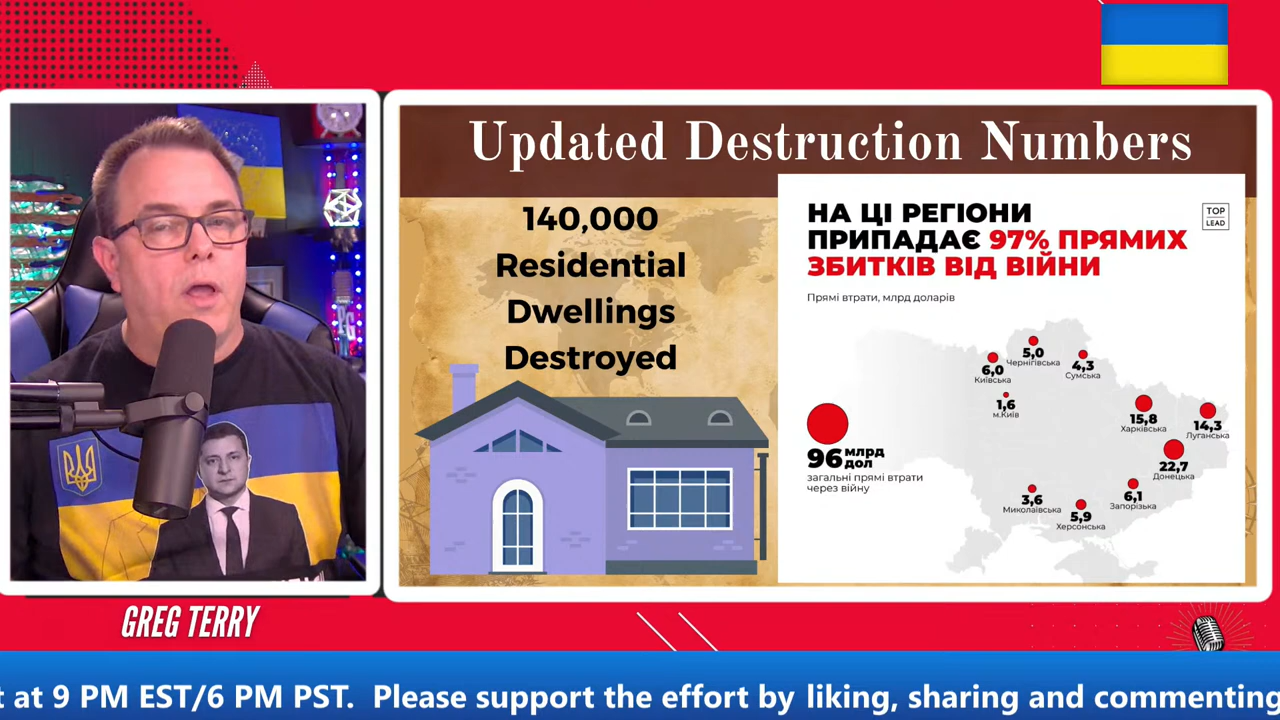 Updated Destruction Numbers
140,000
Residential
Dwellings
Destroyed
НА ЦІ РЕГІОНИ
ПРИПАДАЄ 97% ПРЯМИХ
ЗБИТКІВ ВІД ВІЙНИ
TOP
LEAD
Прямі втрати, млрд доларів
5,0
Чернігівська
6,0
Київська
4,3
Сумська
1,6
м.Київ
15,8
Харківська
14,3
Луганська
96 млрд
дол
загальні прямі втрати
через війну
22,7
Донецька
6,1
Запорізька
3,6
Миколаївська
5,9
Херсонська
GREG TERRY
t at 9 PM EST/6 PM PST. Please support the effort by liking, sharing and commenting